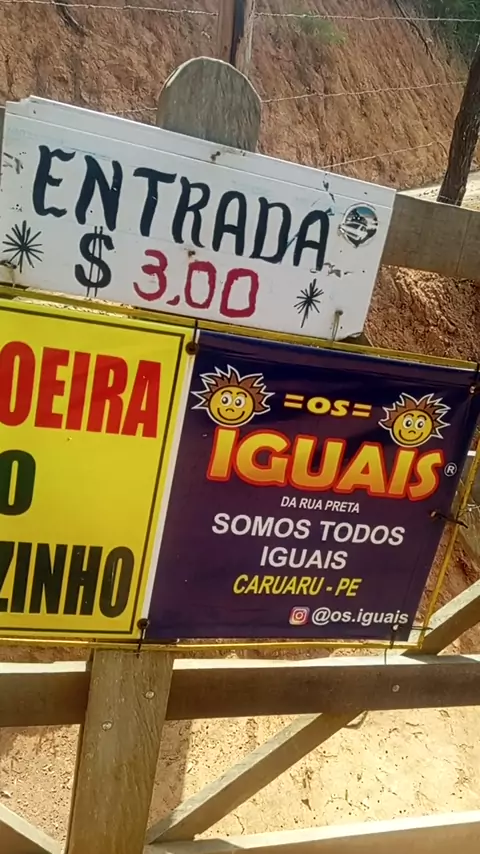 ENTRADA
$ 3,00
OEIRA
O
ZINHO
=OS=
IGUAIS®
DA RUA PRETA
SOMOS TODOS
IGUAIS
CARUARU - PE
@os.iguais